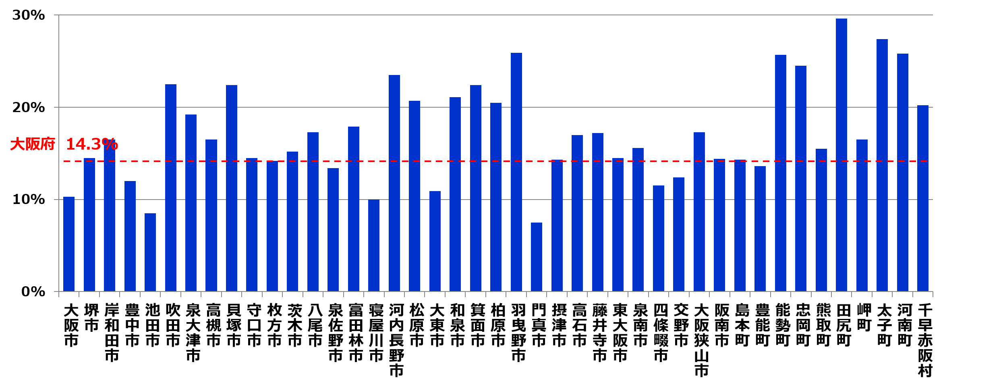 30%
20%
大阪府 14.3%
10%
0%
大阪市
堺市
岸和田市
豊中市
池田市
吹田市
泉大津市
高槻市
貝塚市
守口市
枚方市
茨木市
八尾市
泉佐野市
富田林市
寝屋川市
河内長野市
松原市
大東市
和泉市
箕面市
柏原市
羽曳野市
門真市
摂津市
高石市
藤井寺市
東大阪市
泉南市
四條畷市
交野市
大阪狭山市
阪南市
島本町
豊能町
能勢町
忠岡町
熊取町
田尻町
岬町
太子町
河南町
千早赤阪村